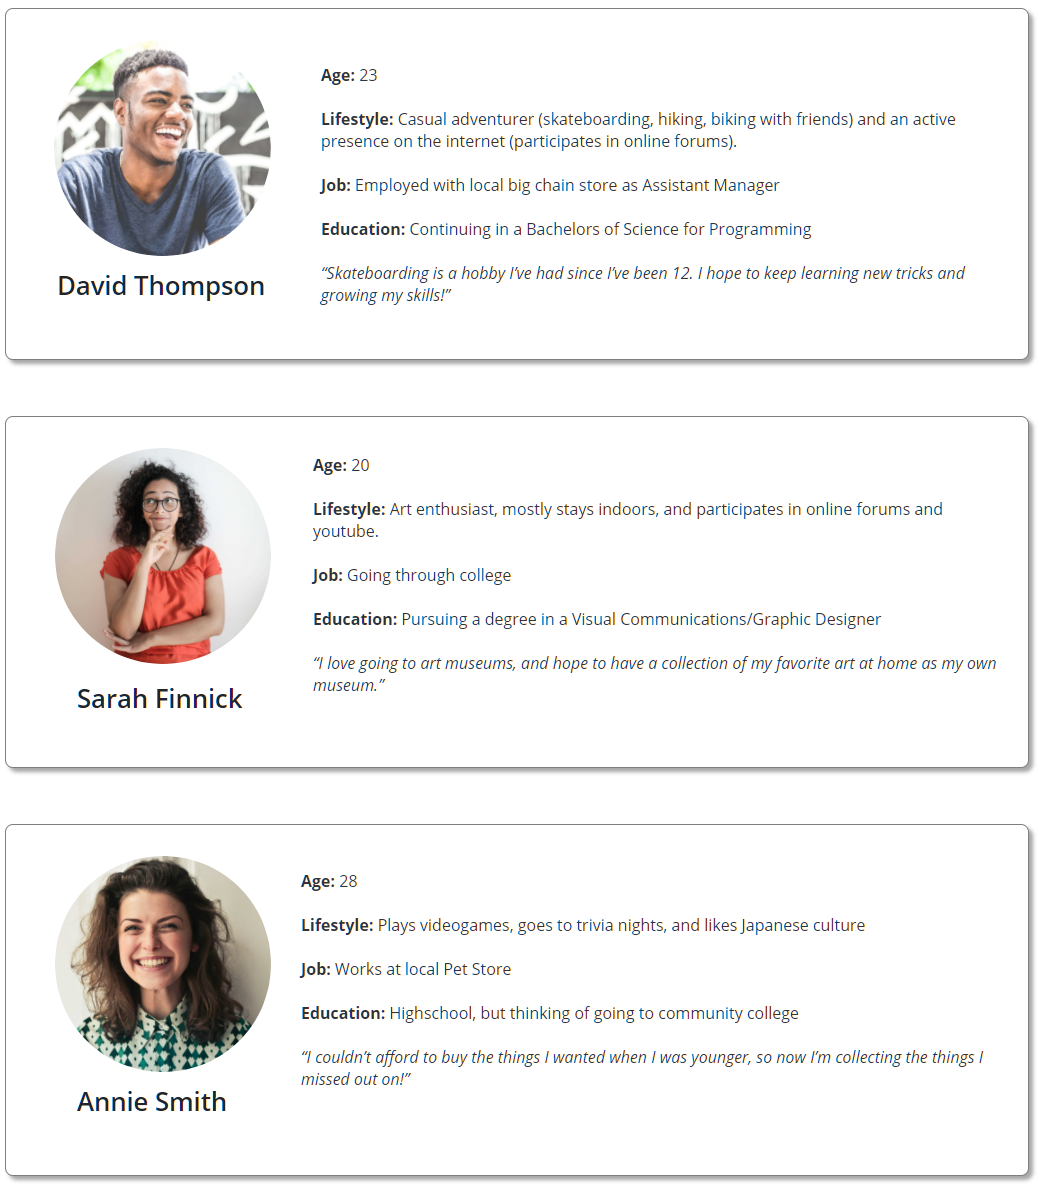 Age: 23
Lifestyle: Casual adventurer (skateboarding, hiking, biking with friends) and an active
presence on the internet (participates in online forums).
Job: Employed with local big chain store as Assistant Manager
Education: Continuing in a Bachelors of Science for Programming
“Skateboarding is a hobby I’ve had since I’ve been 12. I hope to keep learning new tricks and
growing my skills!”
David Thompson
Age: 20
Lifestyle: Art enthusiast, mostly stays indoors, and participates in online forums and
youtube.
Job: Going through college
Education: Pursuing a degree in a Visual Communications/Graphic Designer
“I love going to art museums, and hope to have a collection of my favorite art at home as my own
museum.”
Sarah Finnick
Age: 28
Lifestyle: Plays videogames, goes to trivia nights, and likes Japanese culture
Job: Works at local Pet Store
Education: Highschool, but thinking of going to community college
“I couldn’t afford to buy the things I wanted when I was younger, so now I’m collecting the things I
missed out on!”
Annie Smith